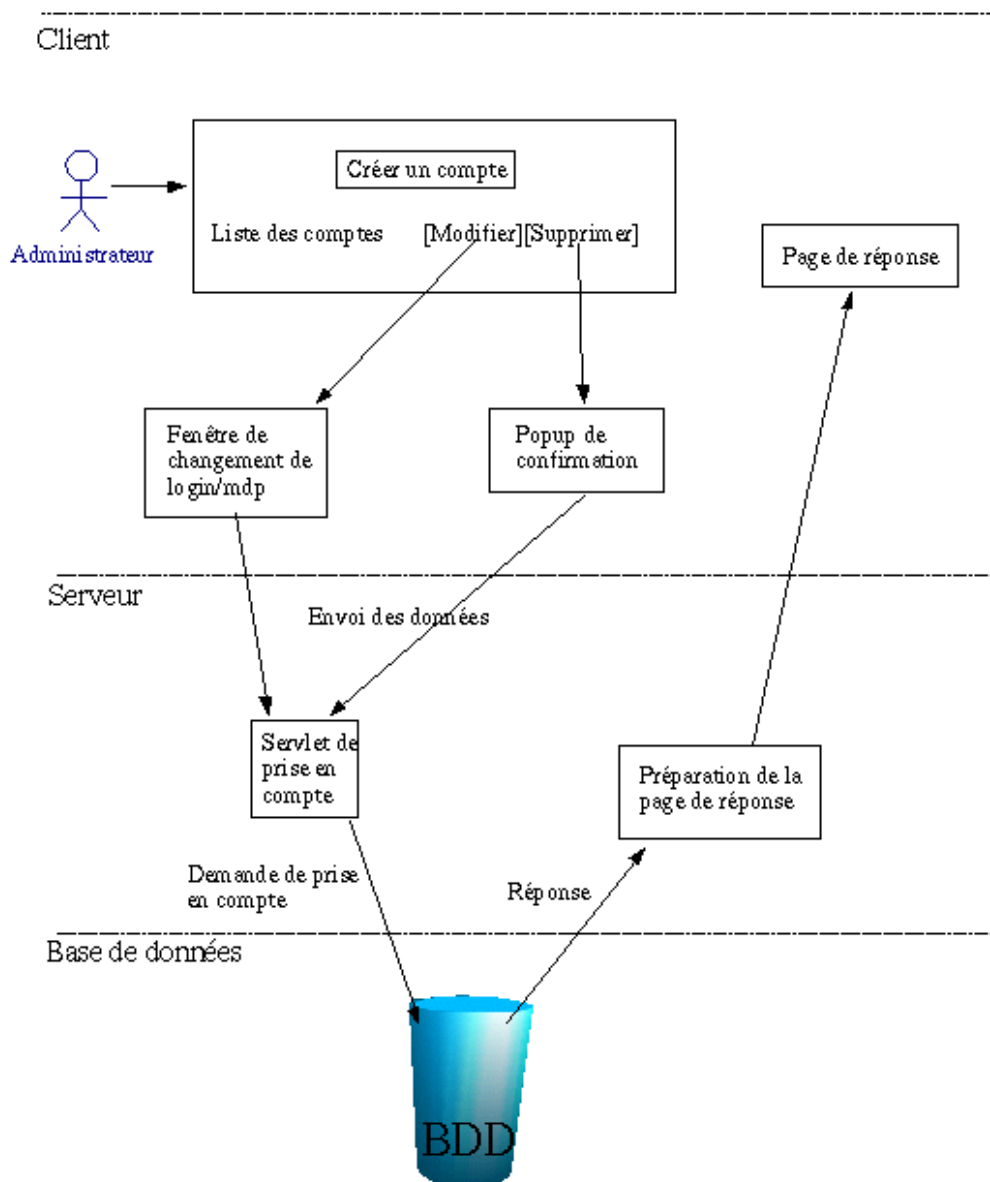 Client
Créer un compte
Liste des comptes [Modifier][Supprimer]
Administrateur
Page de réponse
Fenêtre de
changement de
login/mdp
Popup de
confirmation
Serveur
Envoi des données
Servlet de
prise en
compte
Préparation de la
page de réponse
Demande de prise
en compte
Réponse
Base de données
BDD